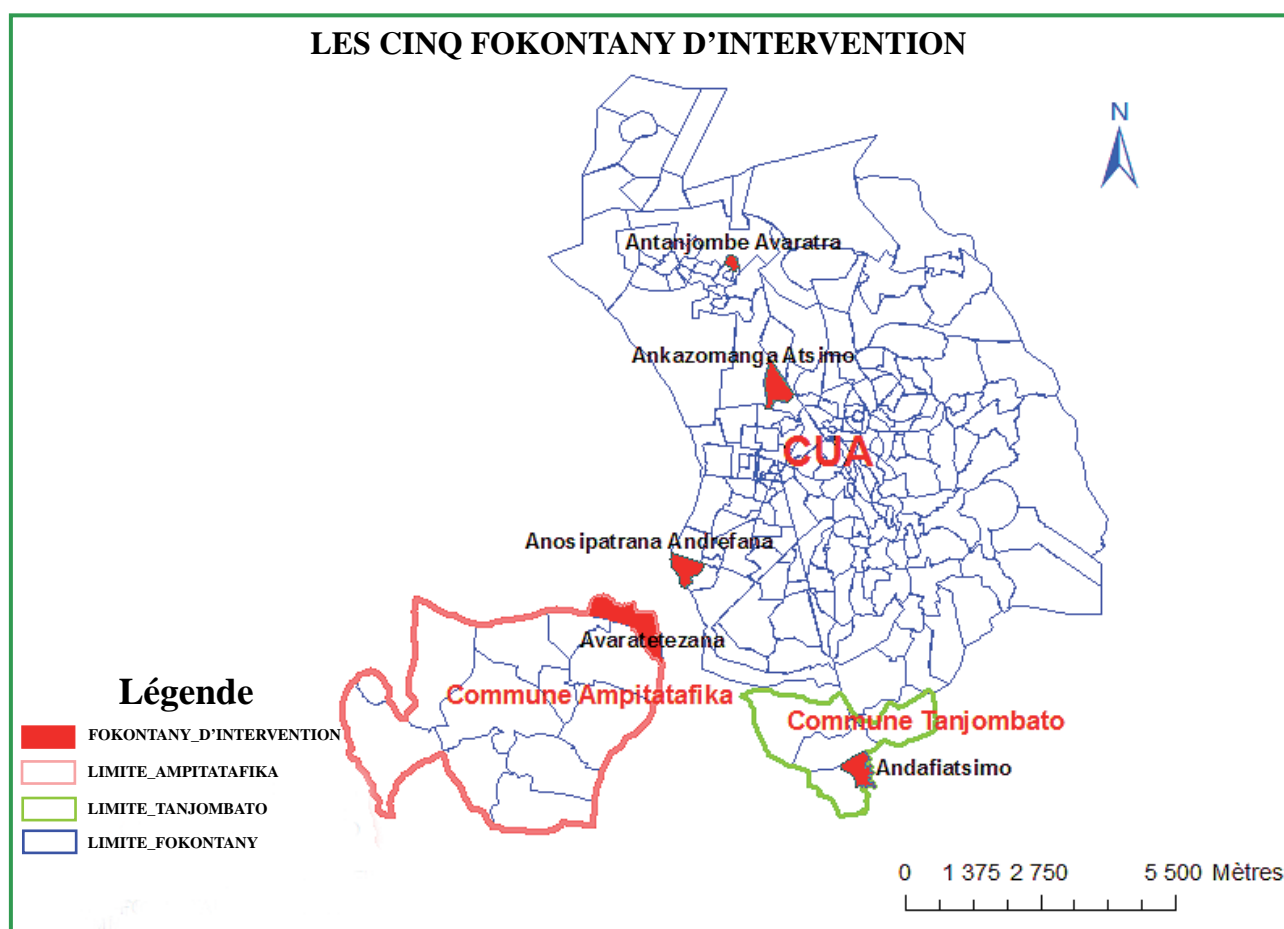 LES CINQ FOKONTANY D'INTERVENTION
N
Antanjombe Avaratra
Ankazomanga Atsimo
CUA
Anosipatrana Andrefana
Avaratetezana
Commune Ampitatafika
Commune Tanjombato
Andafiatsimo
Légende
FOKONTANY_D'INTERVENTION
LIMITE_AMPITATAFIKA
LIMITE_TANJOMBATO
LIMITE_FOKONTANY
0 1 375 2 750 5 500 Mètres